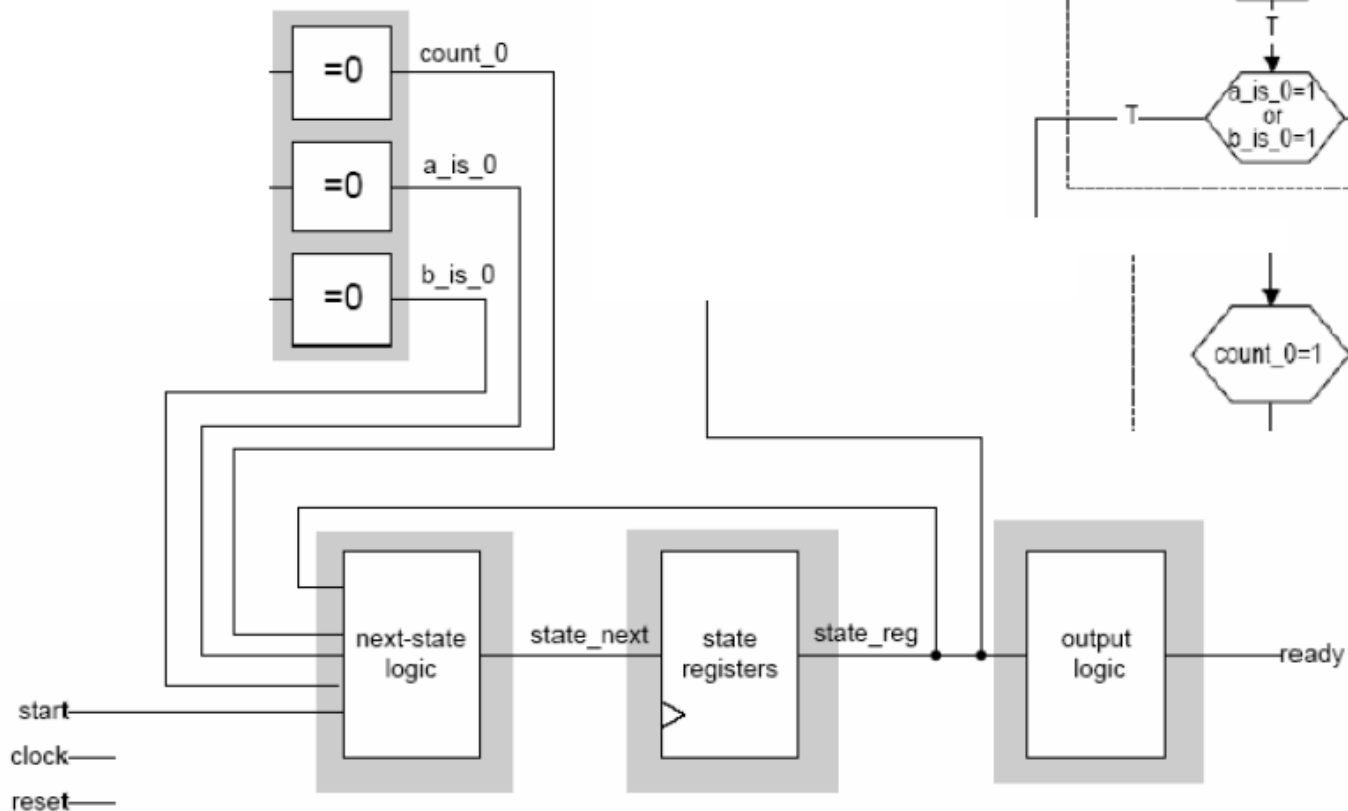 =0
count_0
=0
a_is_0
=0
b_is_0
T
a_is_0=1
or
b_is_0=1
T
count_0=1
next-state
logic
state_next
state
registers
state_reg
output
logic
ready
start
clock
reset